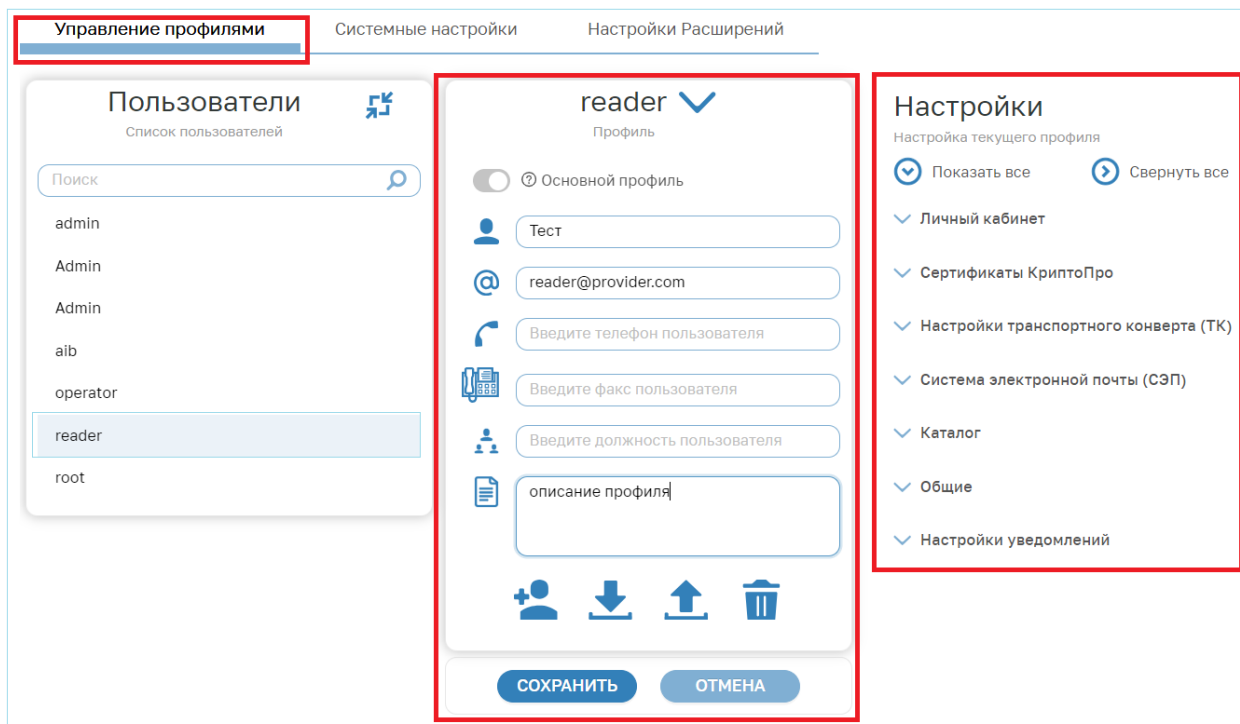 Управление профилями
Системные настройки
Настройки Расширений
Пользователи
Список пользователей
Поиск
admin
Admin
Admin
aib
operator
reader
root
reader
Профиль
? Основной профиль
Тест
@
reader@provider.com
Введите телефон пользователя
Введите факс пользователя
Введите должность пользователя
описание профиля
СОХРАНИТЬ
ОТМЕНА
Настройки
Настройка текущего профиля
Показать все
Свернуть все
Личный кабинет
Сертификаты КриптоПро
Настройки транспортного конверта (ТК)
Система электронной почты (СЭП)
Каталог
Общие
Настройки уведомлений